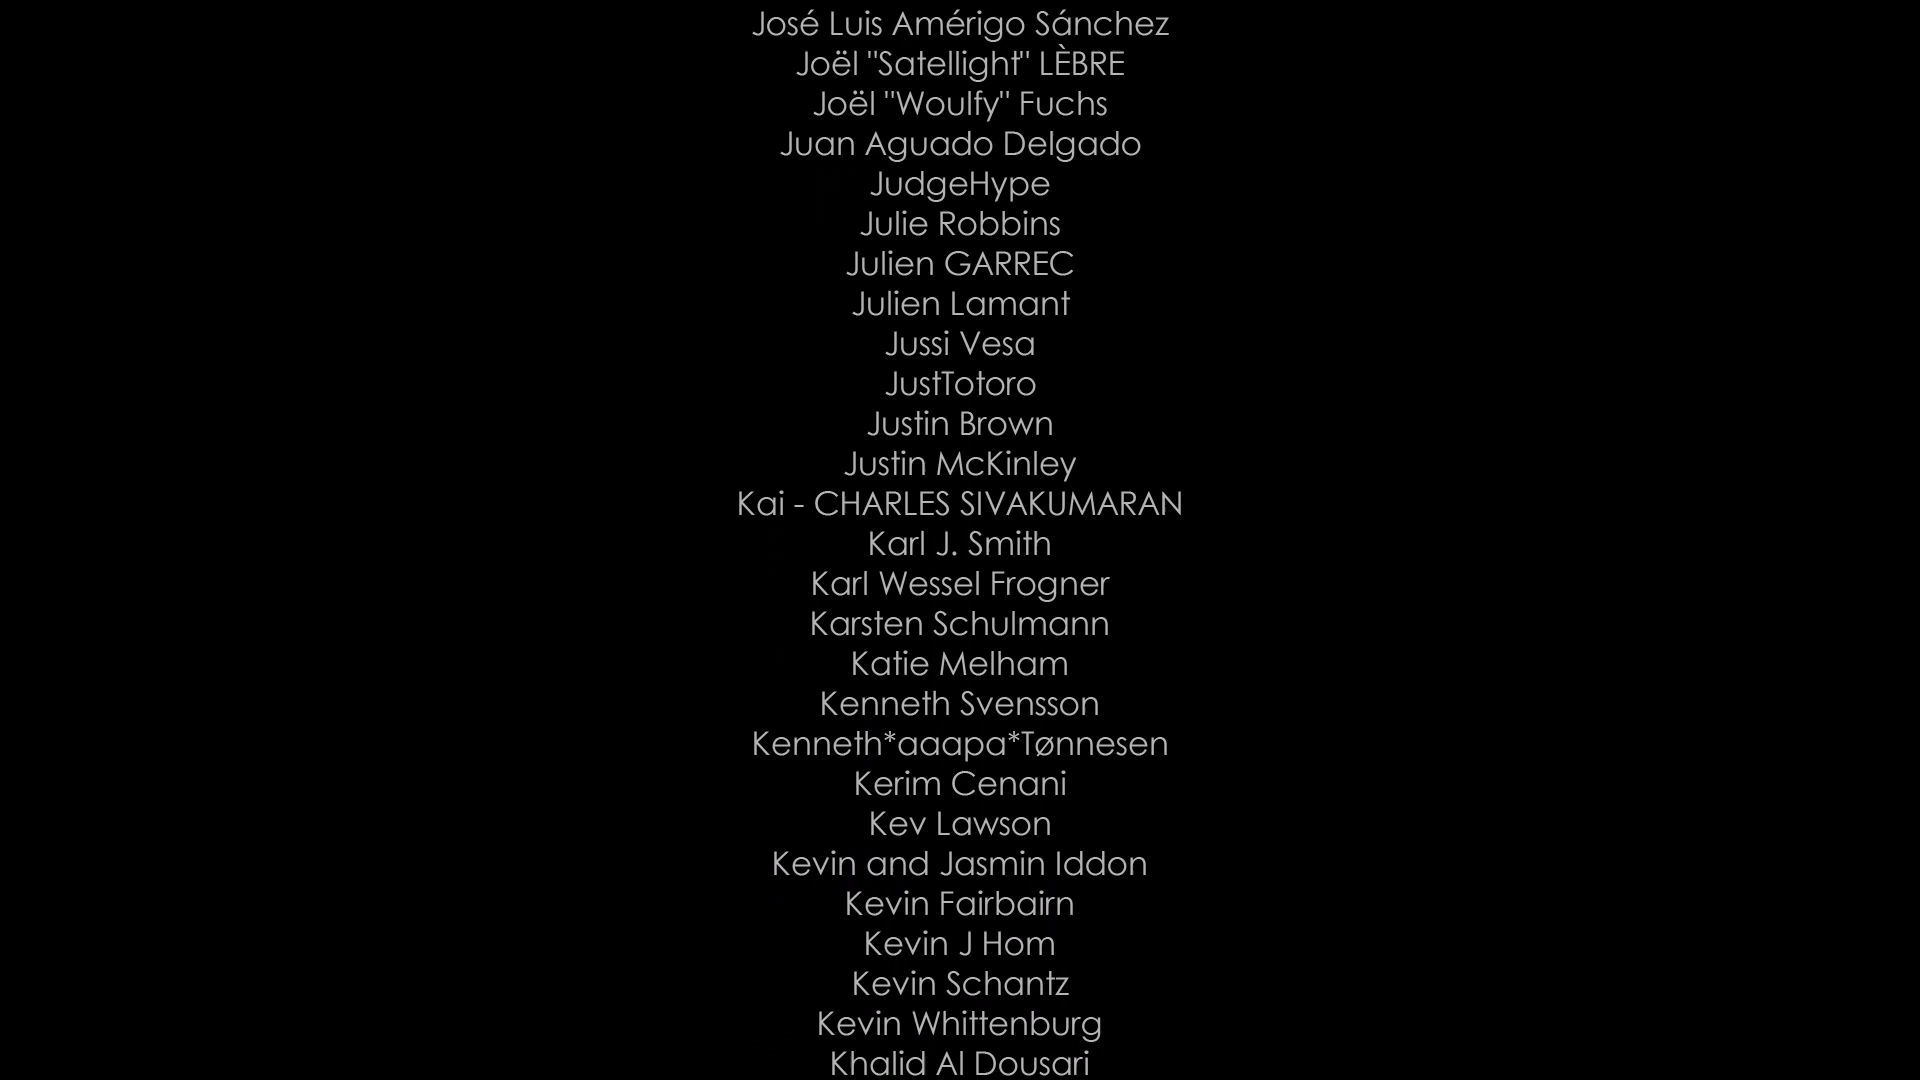 José Luis Amérigo Sánchez
Joël "Satellight" LÈBRE
Joël "Woulfy" Fuchs
Juan Aguado Delgado
JudgeHype
Julie Robbins
Julien GARREC
Julien Lamant
Jussi Vesa
JustTotoro
Justin Brown
Justin McKinley
Kai - CHARLES SIVAKUMARAN
Karl J. Smith
Karl Wessel Frogner
Karsten Schulmann
Katie Melham
Kenneth Svensson
Kenneth*aaapa*Tønnesen
Kerim Cenani
Kev Lawson
Kevin and Jasmin Iddon
Kevin Fairbairn
Kevin J Hom
Kevin Schantz
Kevin Whittenburg
Khalid Al Dousari